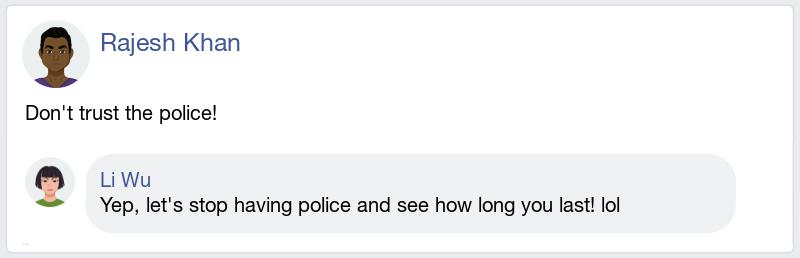 Rajesh Khan
Don't trust the police!
Li Wu
Yep, let's stop having police and see how long you last! lol